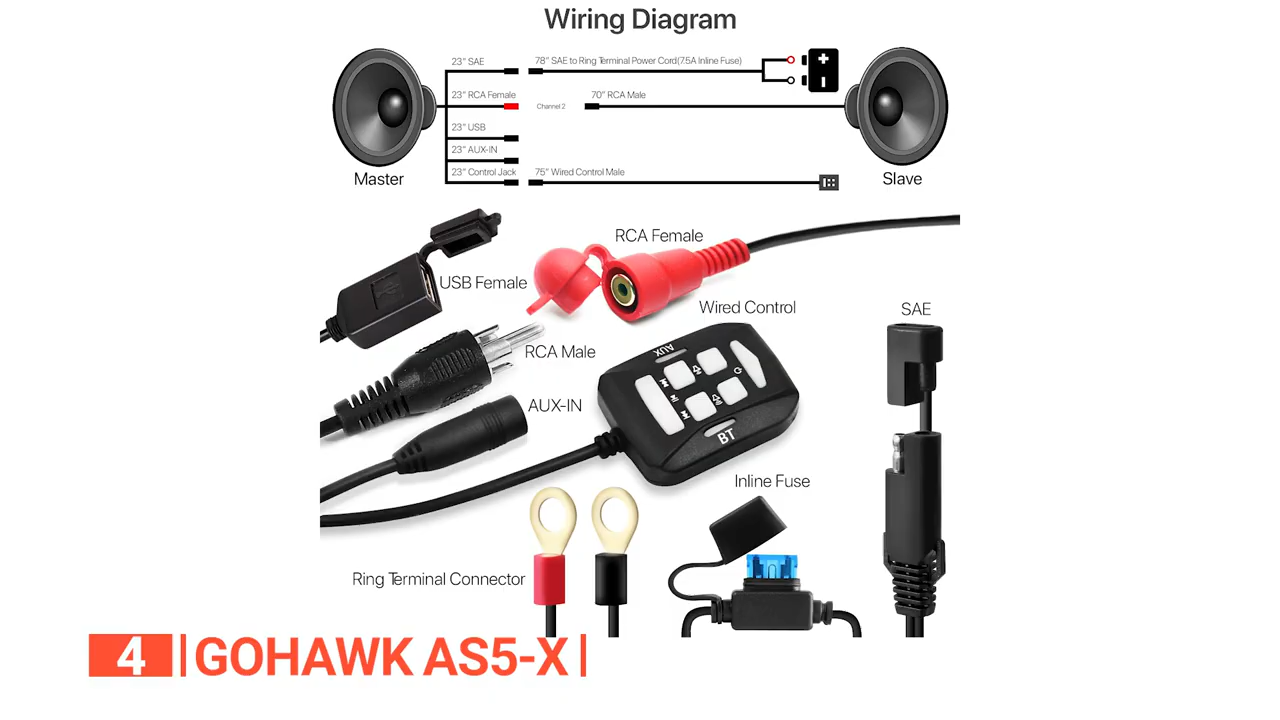 Wiring Diagram
23" SAE
78" SAE to Ring Terminal Power Cord(7.5A Inline Fuse)
23" RCA Female
Channel 2
70" RCA Male
23" USB
23" AUX-IN
23" Control Jack
75" Wired Control Male
Master
Slave
RCA Female
USB Female
Wired Control
SAE
RCA Male
AUX
AUX-IN
BT
Inline Fuse
Ring Terminal Connector
4 GOHAWK AS5-X